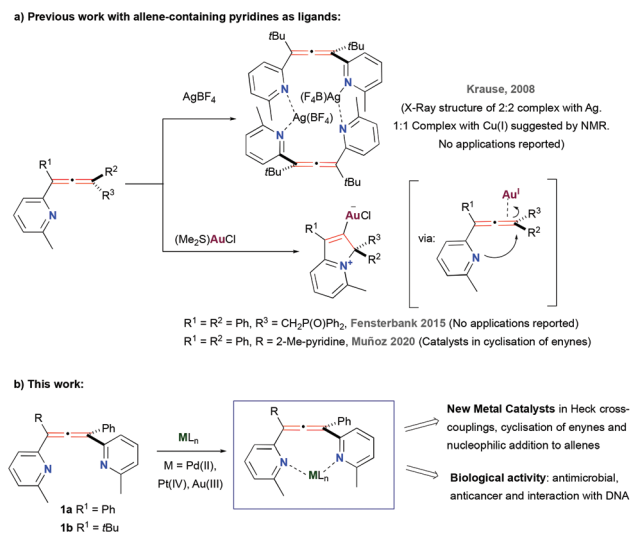 a) Previous work with allene-containing pyridines as ligands:
tBu
tBu
N
N
AgBF4
(F4B)Ag
Ag(BF4)
N
N
tBu
tBu
Krause, 2008
(X-Ray structure of 2:2 complex with Ag.
1:1 Complex with Cu(I) suggested by NMR.
No applications reported)
R1
R2
R3
N
(Me2S)AuCl
R1
AuCl
–
R3
R2
N+
via:
AuI
R1
R3
R2
N
R1 = R2 = Ph, R3 = CH2P(O)Ph2, Fensterbank 2015 (No applications reported)
R1 = R2 = Ph, R = 2-Me-pyridine, Muñoz 2020 (Catalysts in cyclisation of enynes)
b) This work:
R
Ph
N
N
1a R1 = Ph
1b R1 = tBu
MLn
M = Pd(II),
Pt(IV), Au(III)
R
Ph
N
N
MLn
New Metal Catalysts in Heck cross-
couplings, cyclisation of enynes and
nucleophilic addition to allenes
Biological activity: antimicrobial,
anticancer and interaction with DNA